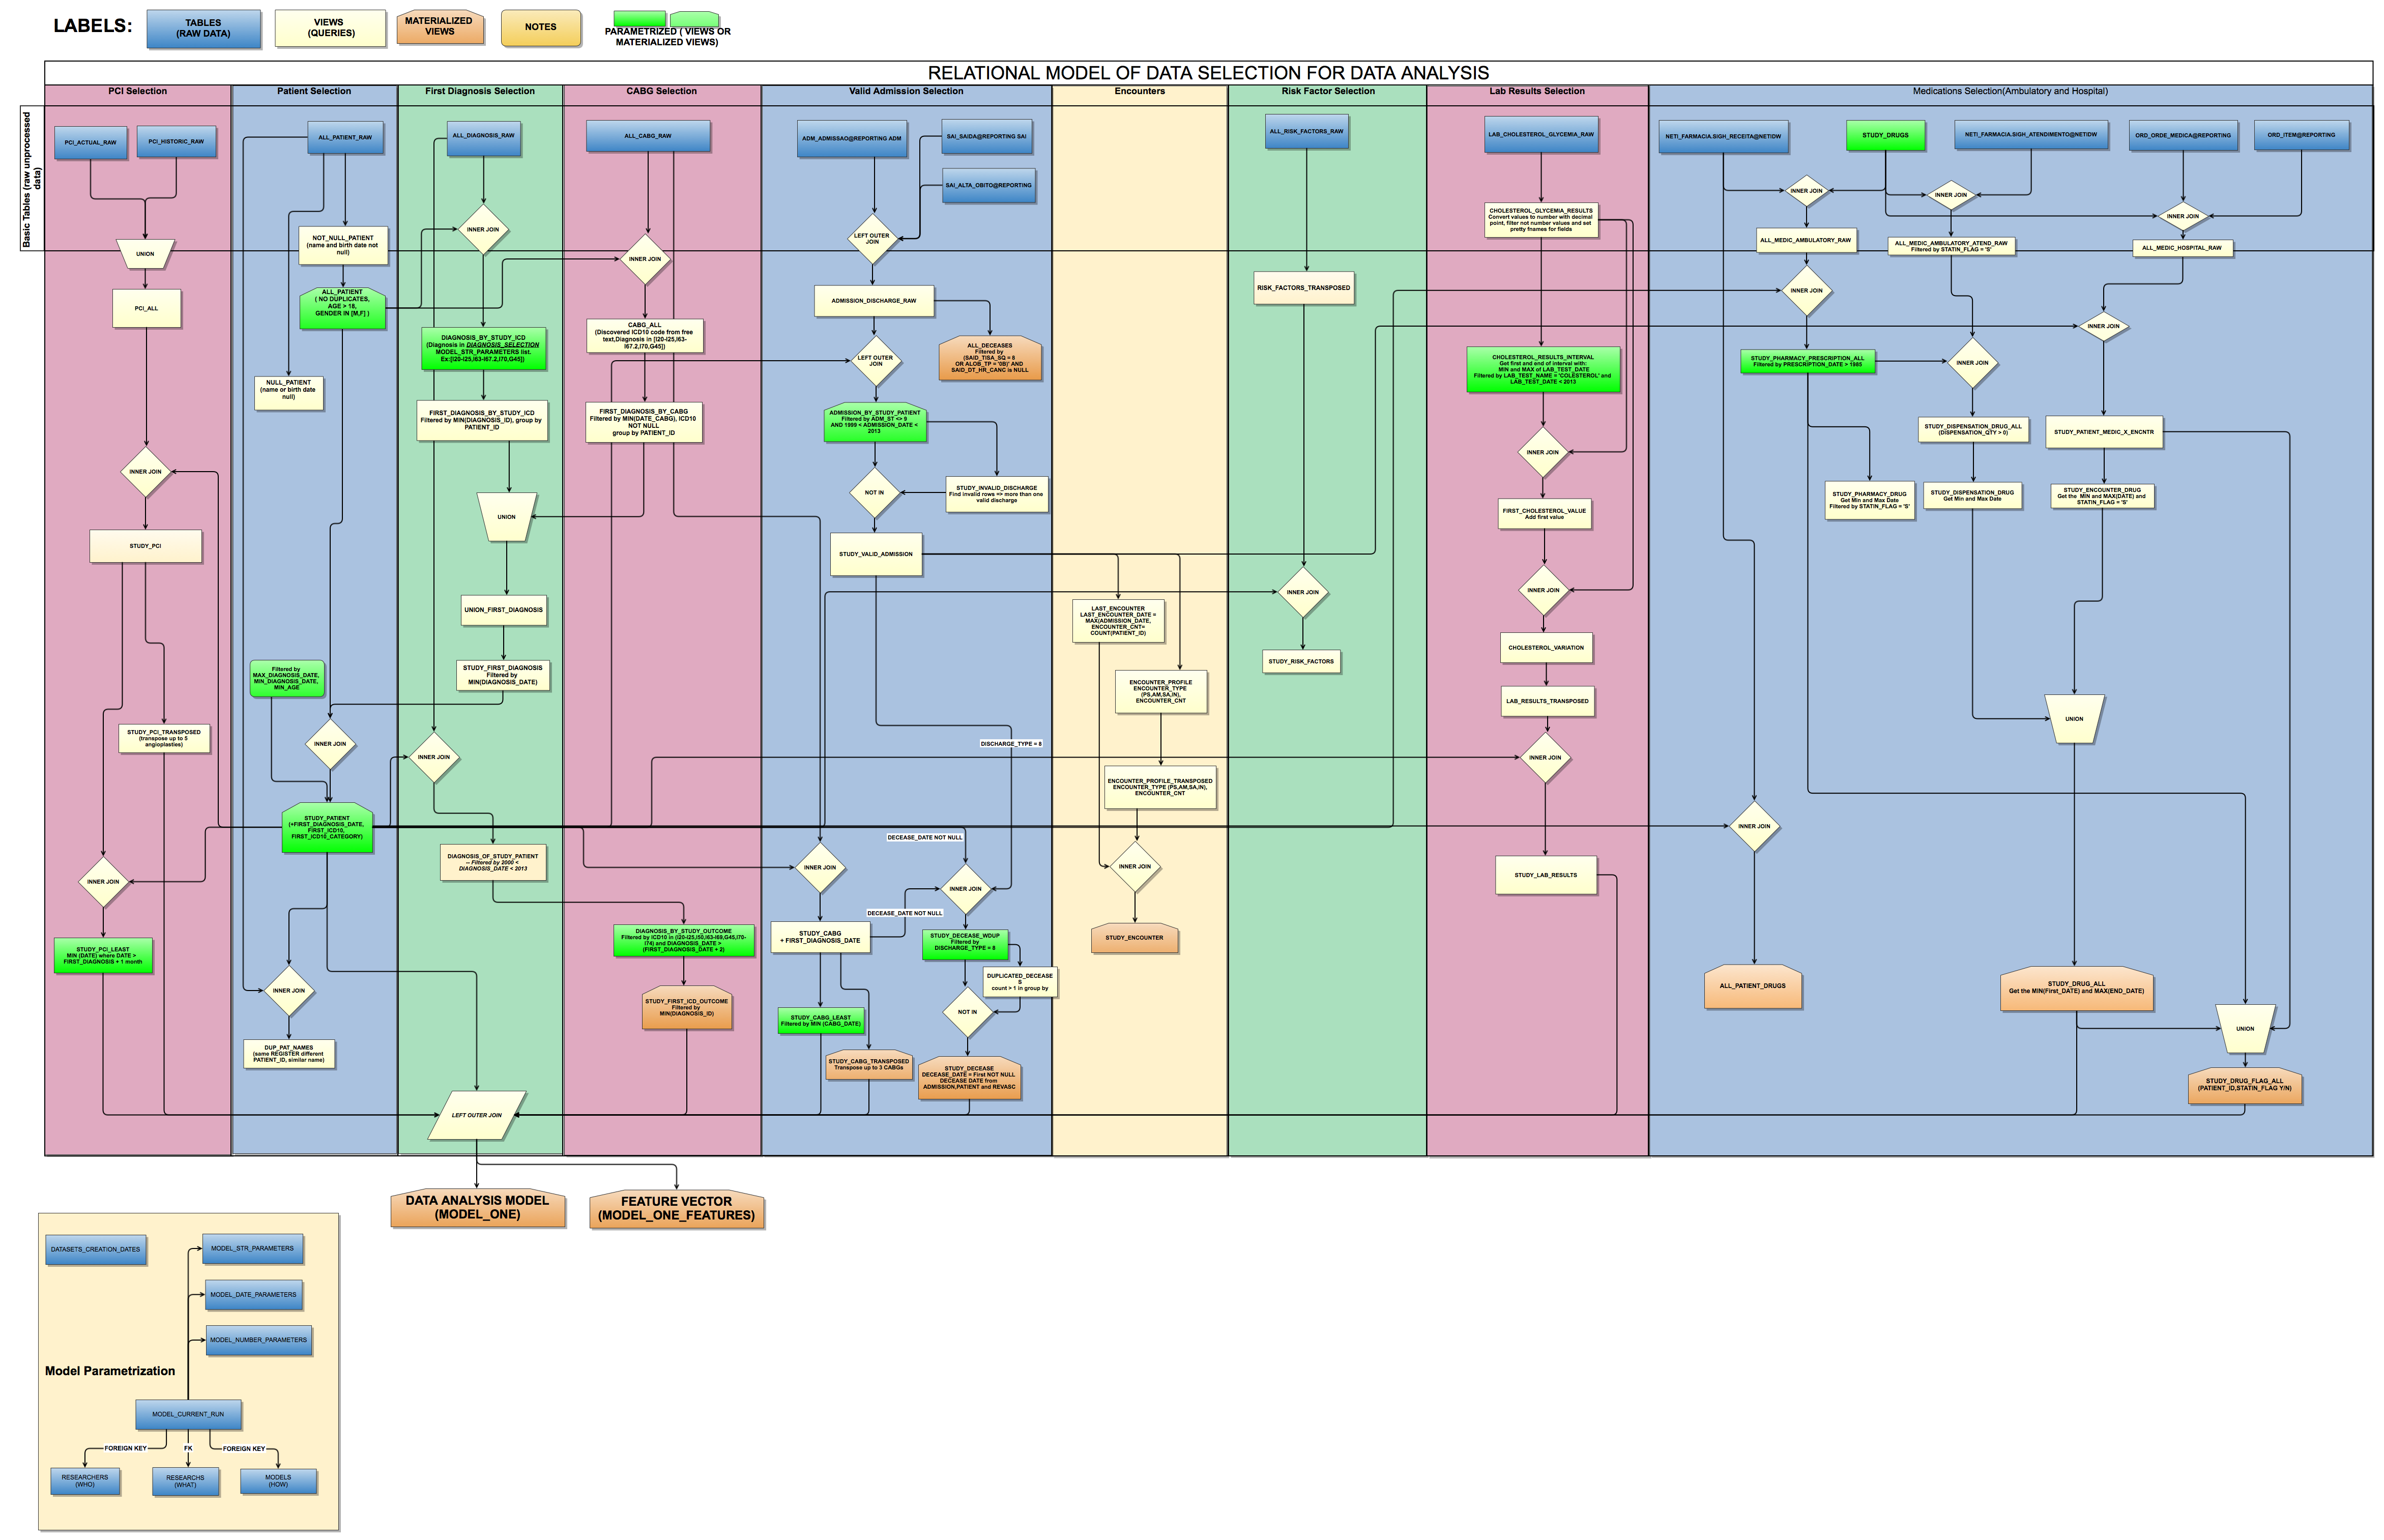 LABELS:
TABLES
(RAW DATA)
VIEWS
(QUERIES)
MATERIALIZED
VIEWS
NOTES
PARAMETRIZED ( VIEWS OR
MATERIALIZED VIEWS)
RELATIONAL MODEL OF DATA SELECTION FOR DATA ANALYSIS
Basic Tables (raw unprocessed
data)
PCI Selection
PCI_ACTUAL_RAW
PCI_HISTORIC_RAW
UNION
PCI_ALL
INNER JOIN
STUDY_PCI
STUDY_PCI_TRANSPOSED
(transpose up to 5
angioplasties)
INNER JOIN
STUDY_PCI_LEAST
MIN (DATE) where DATE >
FIRST_DIAGNOSIS + 1 month
Patient Selection
ALL_PATIENT_RAW
NOT_NULL_PATIENT
(name and birth date not
null)
ALL_PATIENT
( NO DUPLICATES,
AGE > 18,
GENDER IN [M,F] )
NULL_PATIENT
(name or birth date
null)
Filtered by
MAX_DIAGNOSIS_DATE,
MIN_DIAGNOSIS_DATE,
MIN_AGE
INNER JOIN
STUDY_PATIENT
(+FIRST_DIAGNOSIS_DATE,
FIRST_ICD10,
FIRST_ICD10_CATEGORY)
INNER JOIN
DUP_PAT_NAMES
(same REGISTER different
PATIENT_ID, similar name)
First Diagnosis Selection
ALL_DIAGNOSIS_RAW
INNER JOIN
DIAGNOSIS_BY_STUDY_ICD
(Diagnosis in DIAGNOSIS_SELECTION
MODEL_STR_PARAMETERS list.
Ex:[I20-I25,I63-I67.2,I70,G45])
FIRST_DIAGNOSIS_BY_STUDY_ICD
Filtered by MIN(DIAGNOSIS_ID), group by
PATIENT_ID
UNION
UNION_FIRST_DIAGNOSIS
STUDY_FIRST_DIAGNOSIS
Filtered by
MIN(DIAGNOSIS_DATE)
INNER JOIN
DIAGNOSIS_OF_STUDY_PATIENT
-- Filtered by 2000 <
DIAGNOSIS_DATE < 2013
LEFT OUTER JOIN
CABG Selection
ALL_CABG_RAW
INNER JOIN
CABG_ALL
(Discovered ICD10 code from free
text,Diagnosis in [I20-I25,I63-
I67.2,I70,G45])
FIRST_DIAGNOSIS_BY_CABG
Filtered by MIN(DATE_CABG), ICD10
NOT NULL
group by PATIENT_ID
DIAGNOSIS_BY_STUDY_OUTCOME
Filtered by ICD10 in (I20-I25,I50,I63-I69,G45,I70-
I74) and DIAGNOSIS_DATE >
(FIRST_DIAGNOSIS_DATE + 2)
STUDY_FIRST_ICD_OUTCOME
Filtered by
MIN(DIAGNOSIS_ID)
Valid Admission Selection
ADM_ADMISSAO@REPORTING ADM
SAI_SAIDA@REPORTING SAI
SAI_ALTA_OBITO@REPORTING
LEFT OUTER
JOIN
ADMISSION_DISCHARGE_RAW
ALL_DECEASES
Filtered by
(SAID_TISA_SQ = 8
OR ALOB_TP = 'OB)' AND
SAID_DT_HR_CANC is NULL
LEFT OUTER
JOIN
ADMISSION_BY_STUDY_PATIENT
Filtered by ADM_ST <> 9
AND 1999 < ADMISSION_DATE <
2013
NOT IN
STUDY_INVALID_DISCHARGE
Find invalid rows => more than one
valid discharge
STUDY_VALID_ADMISSION
DISCHARGE_TYPE = 8
DECEASE_DATE NOT NULL
INNER JOIN
INNER JOIN
DECEASE_DATE NOT NULL
STUDY_CABG
+ FIRST_DIAGNOSIS_DATE
STUDY_DECEASE_WDUP
Filtered by
DISCHARGE_TYPE = 8
DUPLICATED_DECEASE
S
count > 1 in group by
NOT IN
STUDY_CABG_LEAST
Filtered by MIN (CABG_DATE)
STUDY_CABG_TRANSPOSED
Transpose up to 3 CABGs
STUDY_DECEASE
DECEASE_DATE = First NOT NULL
DECEASE DATE from
ADMISSION,PATIENT and REVASC
Encounters
LAST_ENCOUNTER
LAST_ENCOUNTER_DATE =
MAX(ADMISSION_DATE,
ENCOUNTER_CNT=
COUNT(PATIENT_ID)
ENCOUNTER_PROFILE
ENCOUNTER_TYPE
(PS,AM,SA,IN),
ENCOUNTER_CNT
ENCOUNTER_PROFILE_TRANSPOSED
ENCOUNTER_TYPE (PS,AM,SA,IN),
ENCOUNTER_CNT
INNER JOIN
STUDY_ENCOUNTER
Risk Factor Selection
ALL_RISK_FACTORS_RAW
RISK_FACTORS_TRANSPOSED
INNER JOIN
STUDY_RISK_FACTORS
Lab Results Selection
LAB_CHOLESTEROL_GLYCEMIA_RAW
CHOLESTEROL_GLYCEMIA_RESULTS
Convert values to number with decimal
point, filter not number values and set
pretty fnames for fields
CHOLESTEROL_RESULTS_INTERVAL
Get first and end of interval with:
MIN and MAX of LAB_TEST_DATE
Filtered by LAB_TEST_NAME = 'COLESTEROL' and
LAB_TEST_DATE < 2013
INNER JOIN
FIRST_CHOLESTEROL_VALUE
Add first value
INNER JOIN
CHOLESTEROL_VARIATION
LAB_RESULTS_TRANSPOSED
INNER JOIN
STUDY_LAB_RESULTS
Medications Selection(Ambulatory and Hospital)
NETI_FARMACIA.SIGH_RECEITA@NETIDW
STUDY_DRUGS
NETI_FARMACIA.SIGH_ATENDIMENTO@NETIDW
ORD_ORDE_MEDICA@REPORTING
ORD_ITEM@REPORTING
INNER JOIN
INNER JOIN
INNER JOIN
ALL_MEDIC_AMBULATORY_RAW
ALL_MEDIC_AMBULATORY_ATEND_RAW
Filtered by STATIN_FLAG = 'S'
ALL_MEDIC_HOSPITAL_RAW
INNER JOIN
INNER JOIN
STUDY_PHARMACY_PRESCRIPTION_ALL
Filtered by PRESCRIPTION_DATE > 1985
INNER JOIN
STUDY_DISPENSATION_DRUG_ALL
(DISPENSATION_QTY > 0)
STUDY_PATIENT_MEDIC_X_ENCNTR
STUDY_PHARMACY_DRUG
Get Min and Max Date
Filtered by STATIN_FLAG = 'S'
STUDY_DISPENSATION_DRUG
Get Min and Max Date
STUDY_ENCOUNTER_DRUG
Get the MIN and MAX(DATE) and
STATIN_FLAG = 'S'
UNION
INNER JOIN
ALL_PATIENT_DRUGS
STUDY_DRUG_ALL
Get the MIN(First_DATE) and MAX(END_DATE)
UNION
STUDY_DRUG_FLAG_ALL
(PATIENT_ID,STATIN_FLAG Y/N)
DATA ANALYSIS MODEL
(MODEL_ONE)
FEATURE VECTOR
(MODEL_ONE_FEATURES)
DATASETS_CREATION_DATES
MODEL_STR_PARAMETERS
MODEL_DATE_PARAMETERS
MODEL_NUMBER_PARAMETERS
Model Parametrization
MODEL_CURRENT_RUN
FOREIGN KEY
FK
FOREIGN KEY
RESEARCHERS
(WHO)
RESEARCHS
(WHAT)
MODELS
(HOW)